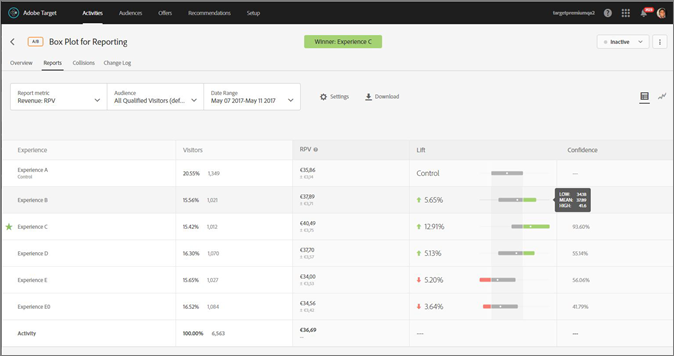 Adobe Target Activities Audiences Offers Recommendations Setup targetpremiumqa2
A/B Box Plot for Reporting Winner: Experience C Inactive
Overview Reports Collisions Change Log
Report metric Audience Date Range
Revenue: RPV All Qualified Visitors (def... May 07 2017-May 11 2017 Settings Download
Experience Visitors RPV Lift Confidence
Experience A 20.55% 1,349 €35,86 Control ---
Control
Experience B 15.56% 1,021 €37,89 5.65% LOW: 34.18
MEAN: 37.89
HIGH: 41.6
Experience C 15.42% 1,012 €40,49 12.91% 93.60%
Experience D 16.30% 1,070 €37,70 5.13% 55.14%
Experience E 15.65% 1,027 €34,00 5.20% 56.06%
Experience E0 16.52% 1,084 €34,56 3.64% 41.79%
Activity 100.00% 6,563 €36,69 --- ---
---